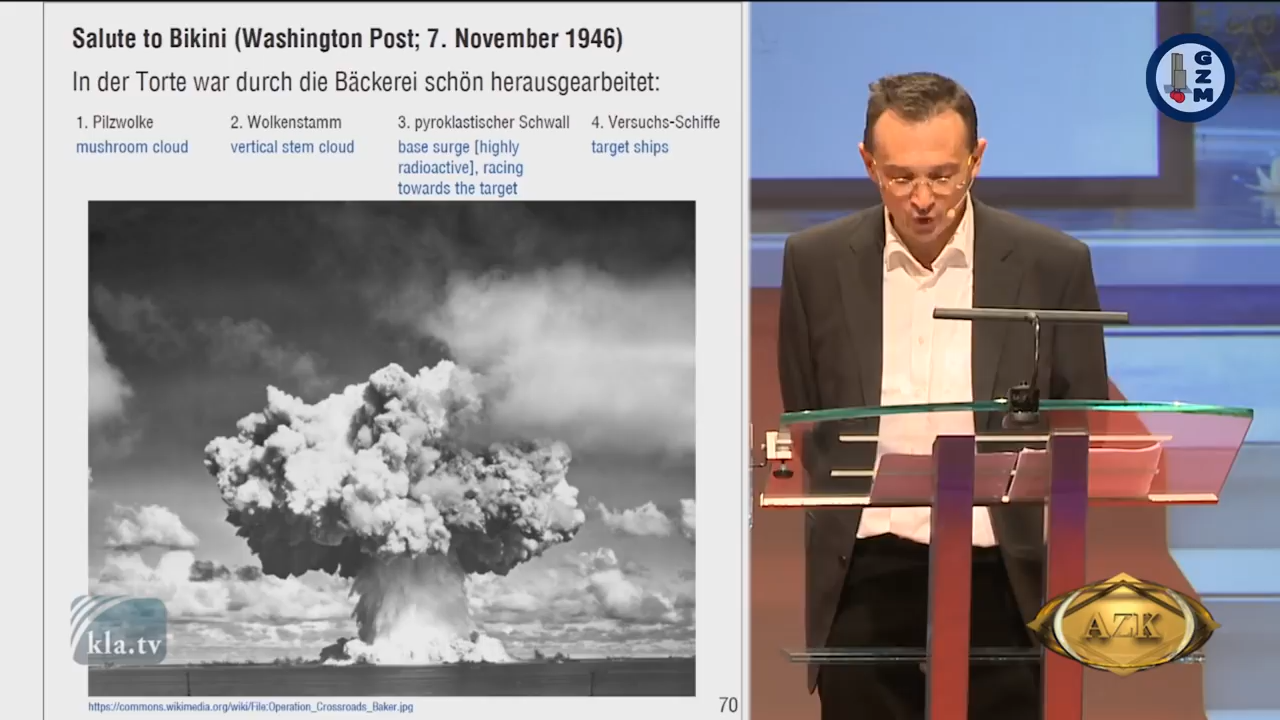 Salute to Bikini (Washington Post; 7. November 1946)
In der Torte war durch die Bäckerei schön herausgearbeitet:
1. Pilzwolke
mushroom cloud
2. Wolkenstamm
vertical stem cloud
3. pyroklastischer Schwall
base surge [highly
radioactive], racing
towards the target
4. Versuchs-Schiffe
target ships
kla.tv
https://commons.wikimedia.org/wiki/File:Operation_Crossroads_Baker.jpg
70
GZM
AZK